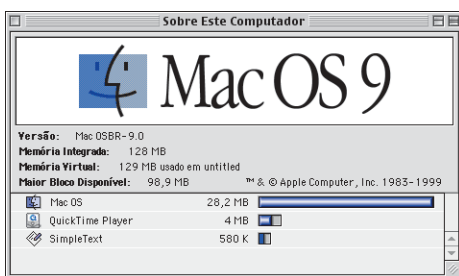 Sobre Este Computador
Mac OS 9
Versão: Mac OSBR-9.0
Memória Integrada: 128 MB
Memória Virtual: 129 MB usado em untitled
Maior Bloco Disponível: 98,9 MB ™ & © Apple Computer, Inc. 1983-1999
Mac OS 28,2 MB
QuickTime Player 4 MB
SimpleText 580 K